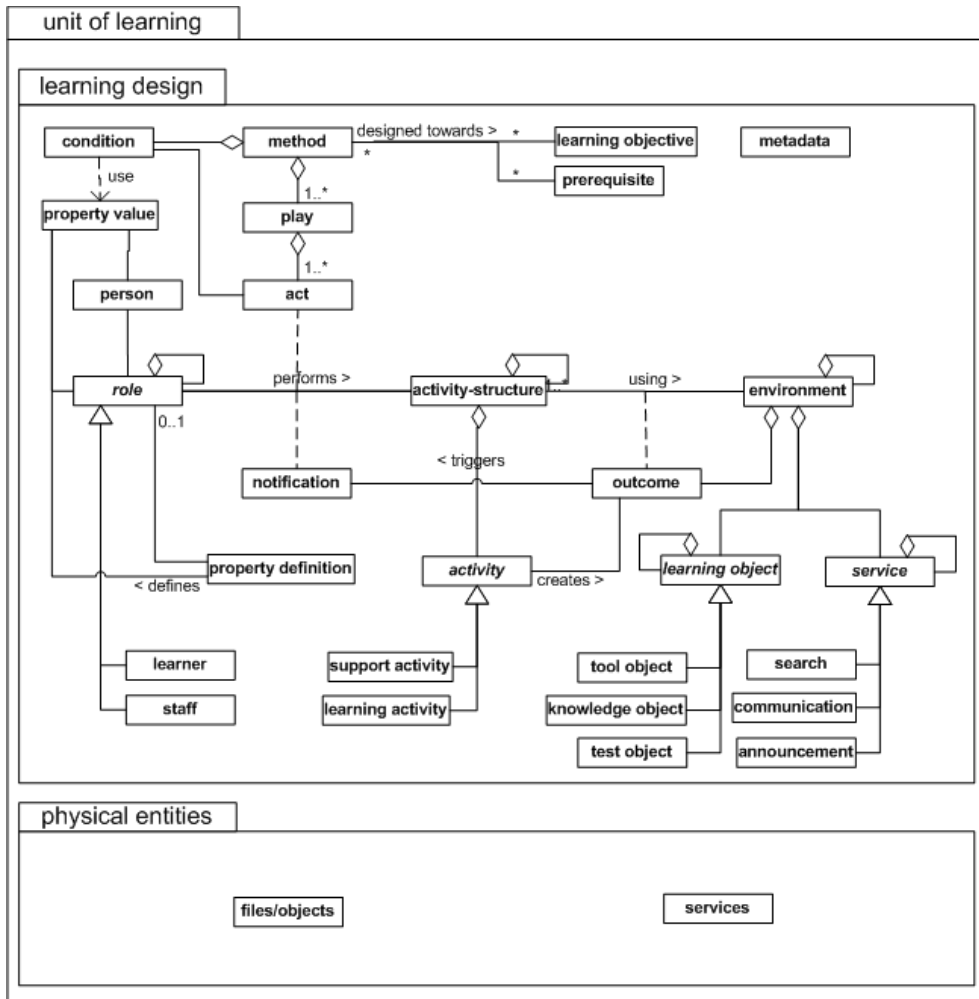 unit of learning
learning design
condition
method
designed towards >
*
learning objective
metadata
*
use
*
prerequisite
1..*
property value
play
1..*
person
act
role
performs >
activity-structure
using >
environment
0..1
< triggers
notification
outcome
property definition
activity
creates >
learning object
service
< defines
learner
support activity
tool object
search
staff
learning activity
knowledge object
communication
test object
announcement
physical entities
files/objects
services